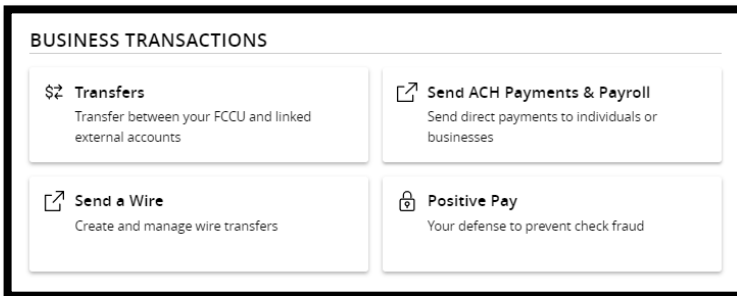 BUSINESS TRANSACTIONS
Transfers
Transfer between your FCCU and linked
external accounts
Send ACH Payments & Payroll
Send direct payments to individuals or
businesses
Send a Wire
Create and manage wire transfers
Positive Pay
Your defense to prevent check fraud